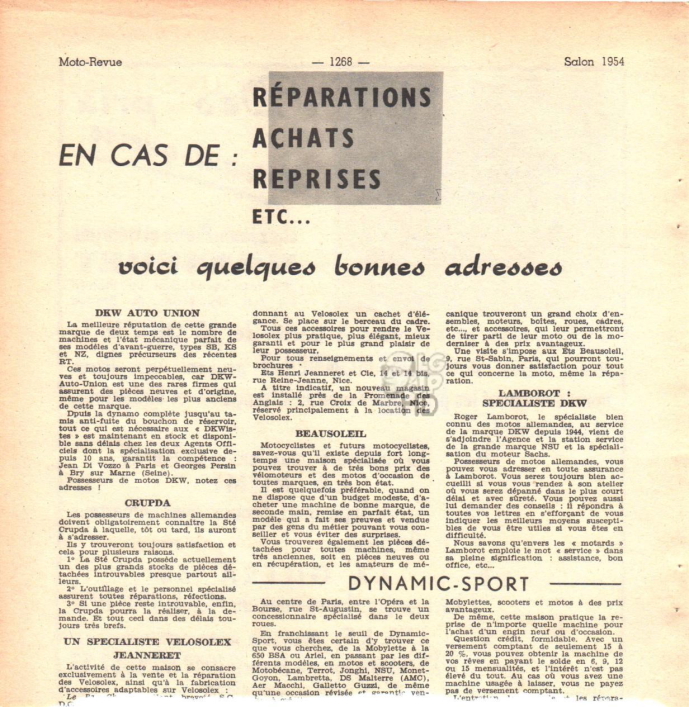 Moto-Revue
— 1268 —
Salon 1954
EN CAS DE :
RÉPARATIONS
ACHATS
REPRISES
ETC...
voici quelques bonnes adresses
DKW AUTO UNION
La meilleure réputation de cette grande
marque de deux temps est le nombre de
machines et l'état mécanique parfait de
ses modèles d'avant-guerre, types SB, KS
et NZ, dignes précurseurs des récentes
RT.
Ces motos seront perpétuellement neu-
ves et toujours impeccables, car DKW-
Auto-Union est une des rares firmes qui
assurent des pièces neuves et d'origine,
même pour les modèles les plus anciens
de cette marque.
Dpuis la dynamo complète jusqu'au ta-
mis anti-fuite du bouchon de réservoir,
tout ce qui est nécessaire aux « DKWis-
tes » est maintenant en stock et disponi-
ble sans délais chez les deux Agents Offi-
ciels dont la spécialisation exclusive de-
puis 10 ans, garantit la compétence :
Jean Di Vozzo à Paris et Georges Persin
à Bry sur Marne (Seine).
Possesseurs de motos DKW, notez ces
adresses !
CRUPDA
Les possesseurs de machines allemandes
doivent obligatoirement connaître la Sté
Crupda à laquelle, tôt ou tard, ils auront
à s'adresser.
Ils y trouveront toujours satisfaction et
cela pour plusieurs raisons.
1° La Sté Crupda possède actuellement
un des plus grands stocks de pièces dé-
tachées introuvables presque partout ail-
leurs.
2° L'outillage et le personnel spécialisé
assurent toutes réparations, réfections.
3° Si une pièce reste introuvable, enfin,
la Crupda pourra la réaliser, à la de-
mande. Et tout ceci dans des délais tou-
jours très brefs.
UN SPECIALISTE VELOSOLEX
JEANNERET
L'activité de cette maison se consacre
exclusivement à la vente et la réparation
des Velosolex, ainsi qu'à la fabrication
d'accessoires adaptables sur Velosolex :
donnant au Velosolex un cachet d'élé-
gance. Se place sur le berceau du cadre.
Tous ces accessoires pour rendre le Ve-
losolex plus pratique, plus élégant, mieux
garanti et pour le plus grand plaisir de
leur possesseur.
Pour tous renseignements et envoi de
brochures
Ets Henri Jeanneret et Cie, 14 et 21 bis,
rue Reine-Jeanne, Nice.
A titre indicatif, un nouveau
est installé près de la Promenade des
Anglais : 2, rue Croix de Marbre, Nice,
réservé principalement à la location
Velosolex.
BEAUSOLEIL
Motocyclistes et futurs motocyclistes,
savez-vous qu'il existe depuis fort long-
temps une maison spécialisée où vous
pouvez trouver à de très bons prix des
vélomoteurs et des motos d'occasion de
toutes marques, en très bon état.
Il est quelquefois préférable, quand on
ne dispose que d'un budget modeste, d'a-
cheter une machine de bonne marque, de
seconde main, remise en parfait état, un
modèle qui a fait ses preuves et vendue
par des gens du métier pouvant vous con-
seiller et vous éviter des surprises.
Vous trouverez également les pièces dé-
tachées pour toutes machines, même
très anciennes, soit en pièces neuves ou
en récupération, et les amateurs de mé-
canique trouveront un grand choix d'en-
sembles, moteurs, boîtes, roues, cadres,
etc..., et accessoires, qui leur permettront
de tirer parti de leur moto ou de la mo-
derniser à des prix avantageux.
Une visite s'impose aux Ets Beausoleil,
9, rue St-Sabin, Paris, qui pourront tou-
jours vous donner satisfaction pour tout
ce qui concerne la moto, même la répa-
ration.
LAMBOROT :
SPECIALISTE DKW
Roger Lamborot, le spécialiste bien
connu des motos allemandes, au service
de la marque DKW depuis 1944, vient de
s'adjoindre l'Agence et la station service
de la grande marque NSU et la spéciali-
sation du moteur Sachs.
Possesseurs de motos allemandes, vous
pouvez vous adresser en toute assurance
à Lamborot. Vous serez toujours bien ac-
cueilli si vous vous rendez à son atelier
où vous serez dépanné dans le plus court
délai et avec sûreté. Vous pouvez aussi
lui demander des conseils : il répondra à
toutes vos lettres en s'efforçant de vous
indiquer les meilleurs moyens suscepti-
bles de vous être utiles si vous êtes en
difficulté.
Nous savons qu'envers les « motards »
Lamborot emploie le mot « service » dans
sa pleine signification : assistance, bon
office, etc...
DYNAMIC-SPORT
Au centre de Paris, entre l'Opéra et la
Bourse, rue St-Augustin, se trouve un
concessionnaire spécialisé dans le deux
roues.
En franchissant le seuil de Dynamic-
Sport, vous êtes certain d'y trouver ce
que vous cherchez, de la Mobylette à la
650 BSA ou Ariel, en passant par les dif-
férents modèles, en motos et scooters, de
Motobécane, Terrot, Jonghi, NSU, Monet-
Goyon, Lambretta, DS Malterre (AMC),
Aer Macchi, Galletto Guzzi, de même
qu'une occasion révisée et garantie ven-
Mobylettes, scooters et motos à des prix
avantageux.
De même, cette maison pratique la re-
prise de n'importe quelle machine pour
l'achat d'un engin neuf ou d'occasion.
Question crédit, formidable. Avec un
versement comptant de seulement 15 à
20 %, vous pouvez obtenir la machine de
vos rêves en payant le solde en 6, 9, 12
ou 15 mensualités, et l'intérêt n'est pas
élevé du tout. Au cas où vous avez une
machine usagée à laisser, vous ne payez
pas de versement comptant.